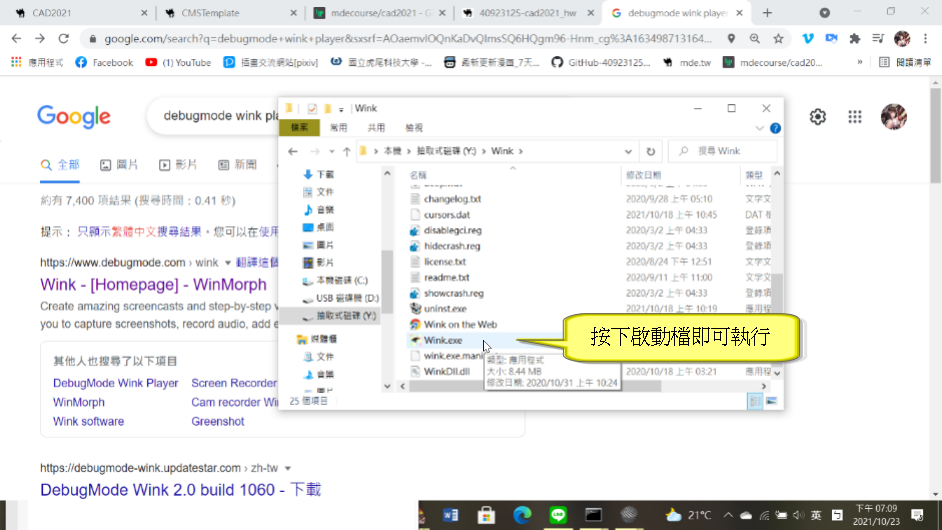 CAD2021
CMSTemplate
mdecourse/cad2021 - G
40923125-cad2021_hw
debugmode wink player
google.com/search?q=debugmode+wink+player&sxsrf=AOaemvIOQnKaDvQImsSQ6HQgm96-Hnm_cg%3A163498713164...
應用程式
Facebook
(1) YouTube
插畫交流網站[pixiv]
國立虎尾科技大學 -...
最新更新漫画_7天...
GitHub-40923125...
mde.tw
mdecourse/cad20...
»
閱讀清單
Google
debugmode wink pla
全部
圖片
影片
新聞
約有 7,400 項結果 (搜尋時間：0.41 秒)
提示： 只顯示繁體中文搜尋結果。您可以在使用
https://www.debugmode.com › wink
翻譯這個
Wink - [Homepage] - WinMorph
Create amazing screencasts and step-by-step v
you to capture screenshots, record audio, add e
其他人也搜尋了以下項目
DebugMode Wink Player
Screen Recorder
WinMorph
Cam recorder Wi
Wink software
Greenshot
https://debugmode-wink.updatestar.com › zh-tw
DebugMode Wink 2.0 build 1060 - 下載
Wink
檔案
常用
共用
檢視
本機 › 抽取式磁碟 (Y:) › Wink ›
搜尋 Wink
下載
文件
音樂
桌面
圖片
影片
本機磁碟 (C:)
USB 磁碟機 (D:)
抽取式磁碟 (Y:)
媒體櫃
文件
音樂
圖片
名稱
修改日期
類型
changelog.txt
2020/9/28 上午 05:10
文字文
cursors.dat
2021/10/18 上午 10:45
DAT 檔
disablegci.reg
2020/3/2 上午 04:33
登錄項
hidecrash.reg
2020/3/2 上午 04:33
登錄項
license.txt
2020/8/24 下午 12:51
文字文
readme.txt
2020/9/11 上午 11:00
文字文
showcrash.reg
2020/3/2 上午 04:33
登錄項
uninst.exe
2021/10/18 上午 10:19
應用程
Wink on the Web
Wink.exe
wink.exe.mani
WinkDll.dll
2020/10/18 上午 03:21
應用程
類型: 應用程式
大小: 8.44 MB
修改日期: 2020/10/31 上午 10:24
25 個項目
按下啟動檔即可執行
21°C
英
下午 07:09
2021/10/23